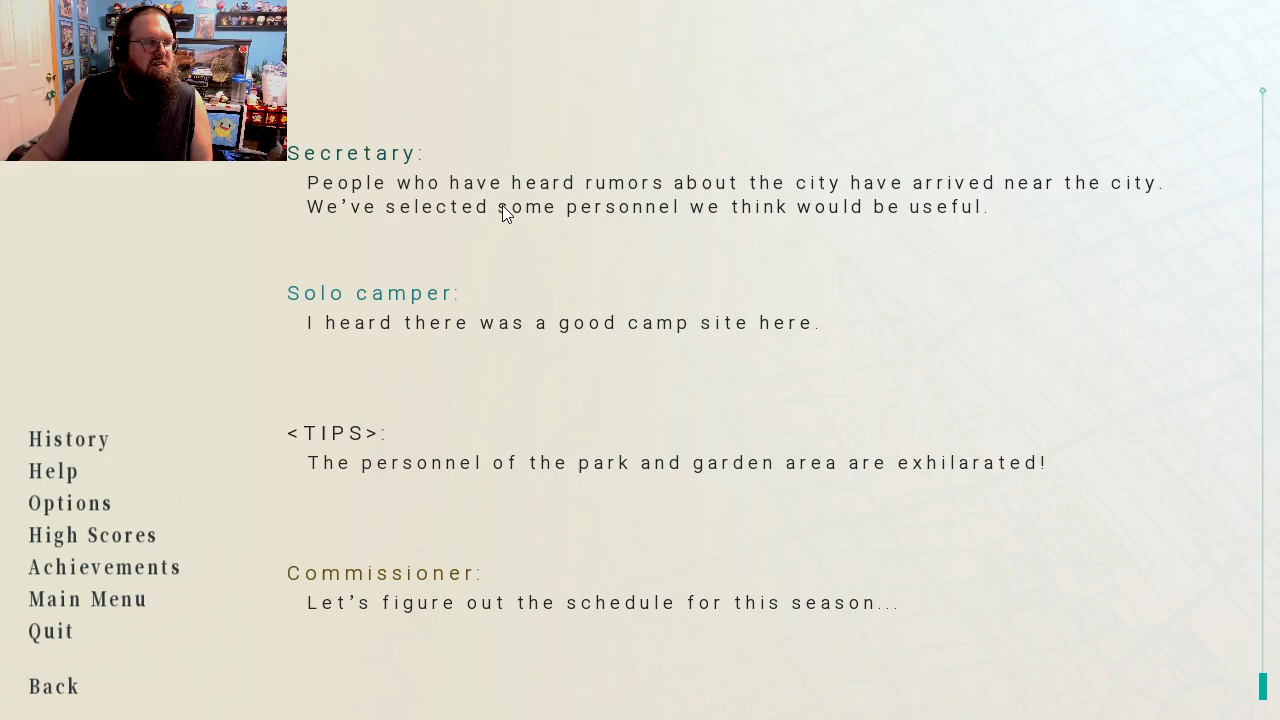 Secretary:
People who have heard rumors about the city have arrived near the city.
We've selected some personnel we think would be useful.
Solo camper:
I heard there was a good camp site here.
<TIPS>:
The personnel of the park and garden area are exhilarated!
Commissioner:
Let's figure out the schedule for this season...
History
Help
Options
High Scores
Achievements
Main Menu
Quit
Back